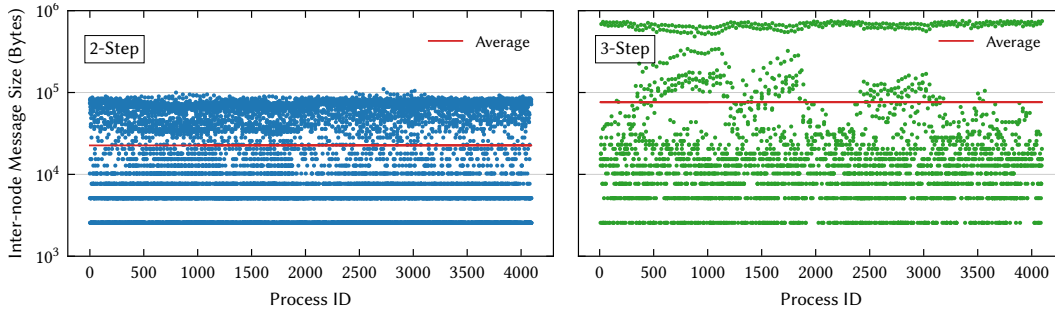 Inter-node Message Size (Bytes)
10⁶
10⁵
10⁴
10³
2-Step
Average
0 500 1000 1500 2000 2500 3000 3500 4000
Process ID
3-Step
Average
0 500 1000 1500 2000 2500 3000 3500 4000
Process ID